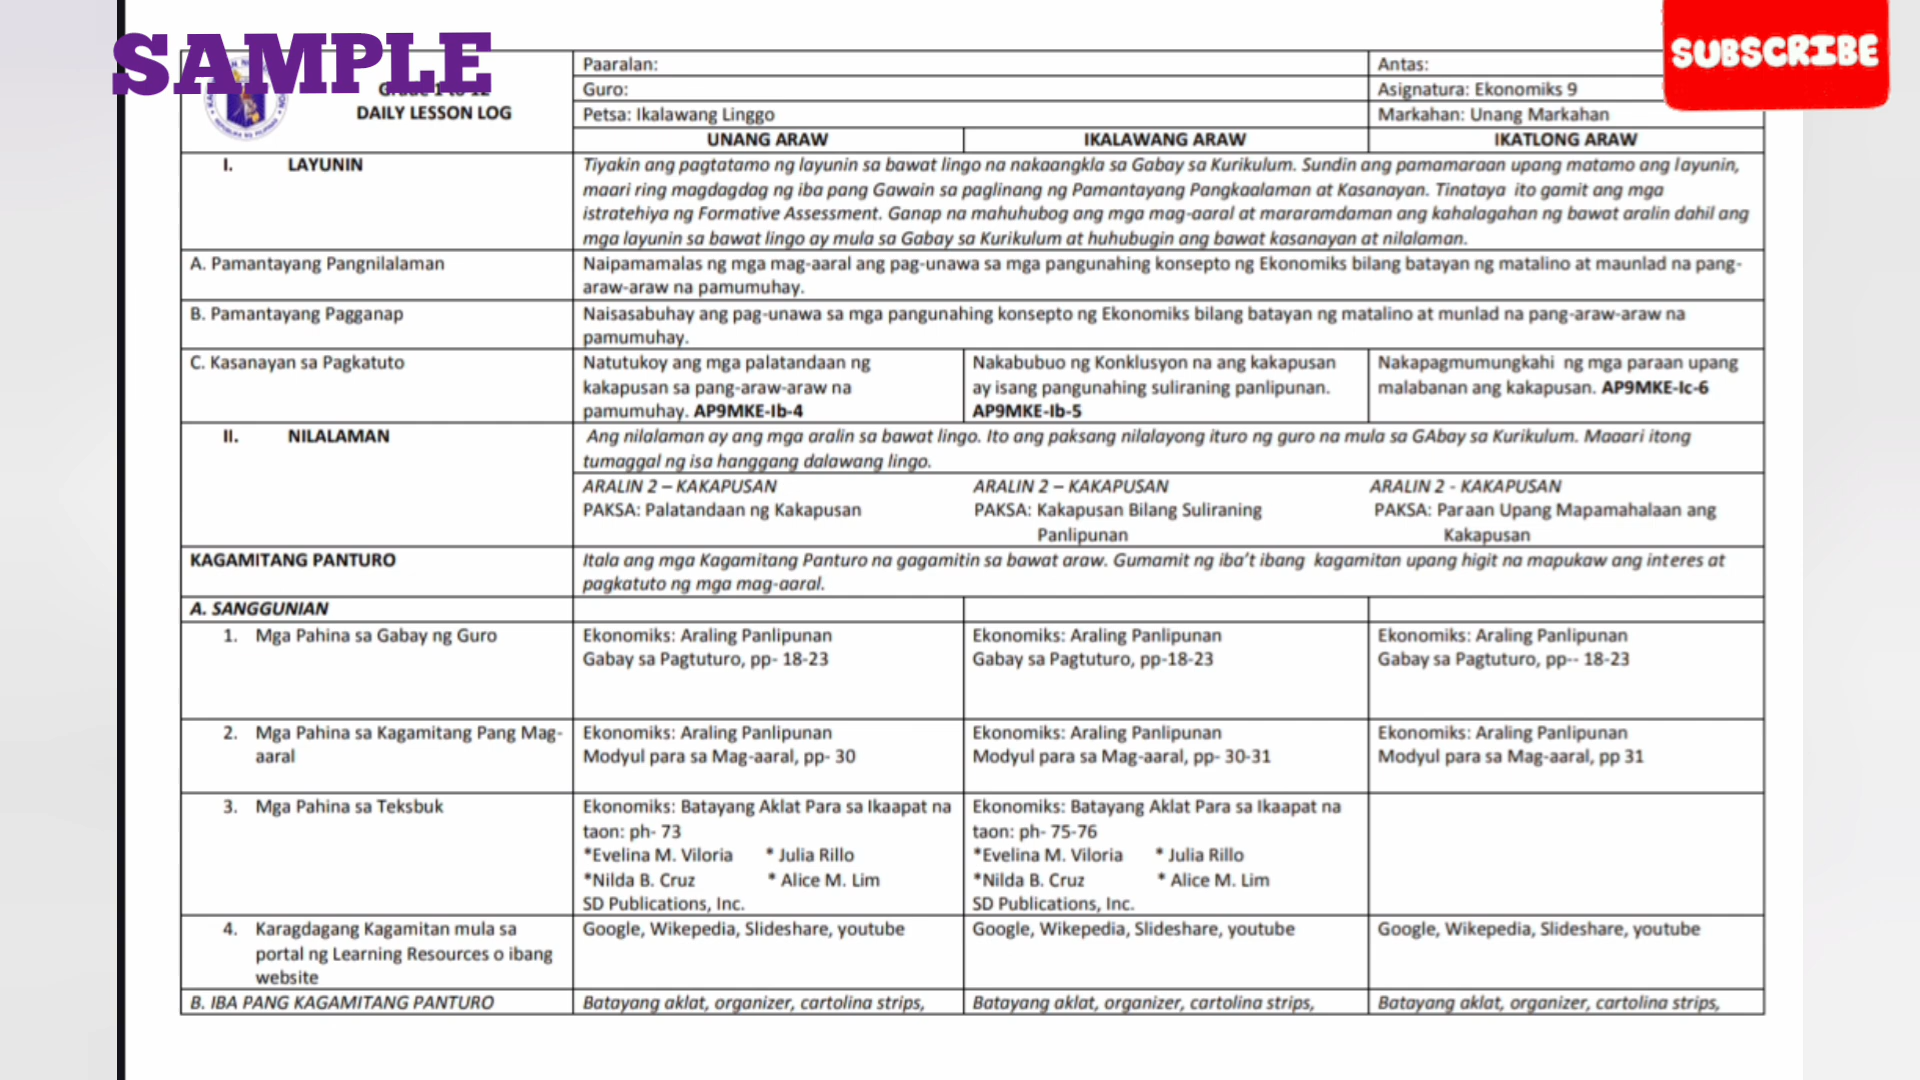 SAMPLE
SUBSCRIBE
Grade 1 to 12
DAILY LESSON LOG
Paaralan:
Antas:
Guro:
Asignatura: Ekonomiks 9
Petsa: Ikalawang Linggo
Markahan: Unang Markahan
UNANG ARAW
IKALAWANG ARAW
IKATLONG ARAW
I. LAYUNIN
Tiyakin ang pagtatamo ng layunin sa bawat lingo na nakaangkla sa Gabay sa Kurikulum. Sundin ang pamamaraan upang matamo ang layunin,
maari ring magdagdag ng iba pang Gawain sa paglinang ng Pamantayang Pangkaalaman at Kasanayan. Tinataya ito gamit ang mga
istratehiya ng Formative Assessment. Ganap na mahuhubog ang mga mag-aaral at mararamdaman ang kahalagahan ng bawat aralin dahil ang
mga layunin sa bawat lingo ay mula sa Gabay sa Kurikulum at huhubugin ang bawat kasanayan at nilalaman.
A. Pamantayang Pangnilalaman
Naipamamalas ng mga mag-aaral ang pag-unawa sa mga pangunahing konsepto ng Ekonomiks bilang batayan ng matalino at maunlad na pang-
araw-araw na pamumuhay.
B. Pamantayang Pagganap
Naisasabuhay ang pag-unawa sa mga pangunahing konsepto ng Ekonomiks bilang batayan ng matalino at munlad na pang-araw-araw na
pamumuhay.
C. Kasanayan sa Pagkatuto
Natutukoy ang mga palatandaan ng
kakapusan sa pang-araw-araw na
pamumuhay. AP9MKE-Ib-4
Nakabubuo ng Konklusyon na ang kakapusan
ay isang pangunahing suliraning panlipunan.
AP9MKE-Ib-5
Nakapagmumungkahi ng mga paraan upang
malabanan ang kakapusan. AP9MKE-Ic-6
II. NILALAMAN
Ang nilalaman ay ang mga aralin sa bawat lingo. Ito ang paksang nilalayong ituro ng guro na mula sa GAbay sa Kurikulum. Maaari itong
tumaggal ng isa hanggang dalawang lingo.
ARALIN 2 – KAKAPUSAN
PAKSA: Palatandaan ng Kakapusan
ARALIN 2 – KAKAPUSAN
PAKSA: Kakapusan Bilang Suliraning
Panlipunan
ARALIN 2 - KAKAPUSAN
PAKSA: Paraan Upang Mapamahalaan ang
Kakapusan
KAGAMITANG PANTURO
Itala ang mga Kagamitang Panturo na gagamitin sa bawat araw. Gumamit ng iba't ibang kagamitan upang higit na mapukaw ang interes at
pagkatuto ng mga mag-aaral.
A. SANGGUNIAN
1. Mga Pahina sa Gabay ng Guro
Ekonomiks: Araling Panlipunan
Gabay sa Pagtuturo, pp- 18-23
Ekonomiks: Araling Panlipunan
Gabay sa Pagtuturo, pp-18-23
Ekonomiks: Araling Panlipunan
Gabay sa Pagtuturo, pp-- 18-23
2. Mga Pahina sa Kagamitang Pang Mag-
aaral
Ekonomiks: Araling Panlipunan
Modyul para sa Mag-aaral, pp- 30
Ekonomiks: Araling Panlipunan
Modyul para sa Mag-aaral, pp- 30-31
Ekonomiks: Araling Panlipunan
Modyul para sa Mag-aaral, pp 31
3. Mga Pahina sa Teksbuk
Ekonomiks: Batayang Aklat Para sa Ikaapat na
taon: ph- 73
*Evelina M. Viloria * Julia Rillo
*Nilda B. Cruz * Alice M. Lim
SD Publications, Inc.
Ekonomiks: Batayang Aklat Para sa Ikaapat na
taon: ph- 75-76
*Evelina M. Viloria * Julia Rillo
*Nilda B. Cruz * Alice M. Lim
SD Publications, Inc.
4. Karagdagang Kagamitan mula sa
portal ng Learning Resources o ibang
website
Google, Wikepedia, Slideshare, youtube
Google, Wikepedia, Slideshare, youtube
Google, Wikepedia, Slideshare, youtube
B. IBA PANG KAGAMITANG PANTURO
Batayang aklat, organizer, cartolina strips,
Batayang aklat, organizer, cartolina strips,
Batayang aklat, organizer, cartolina strips,